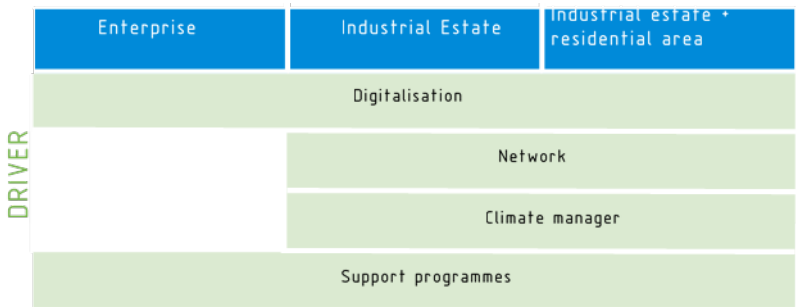 Enterprise
Industrial Estate
Industrial estate +
residential area
Digitalisation
DRIVER
Network
Climate manager
Support programmes